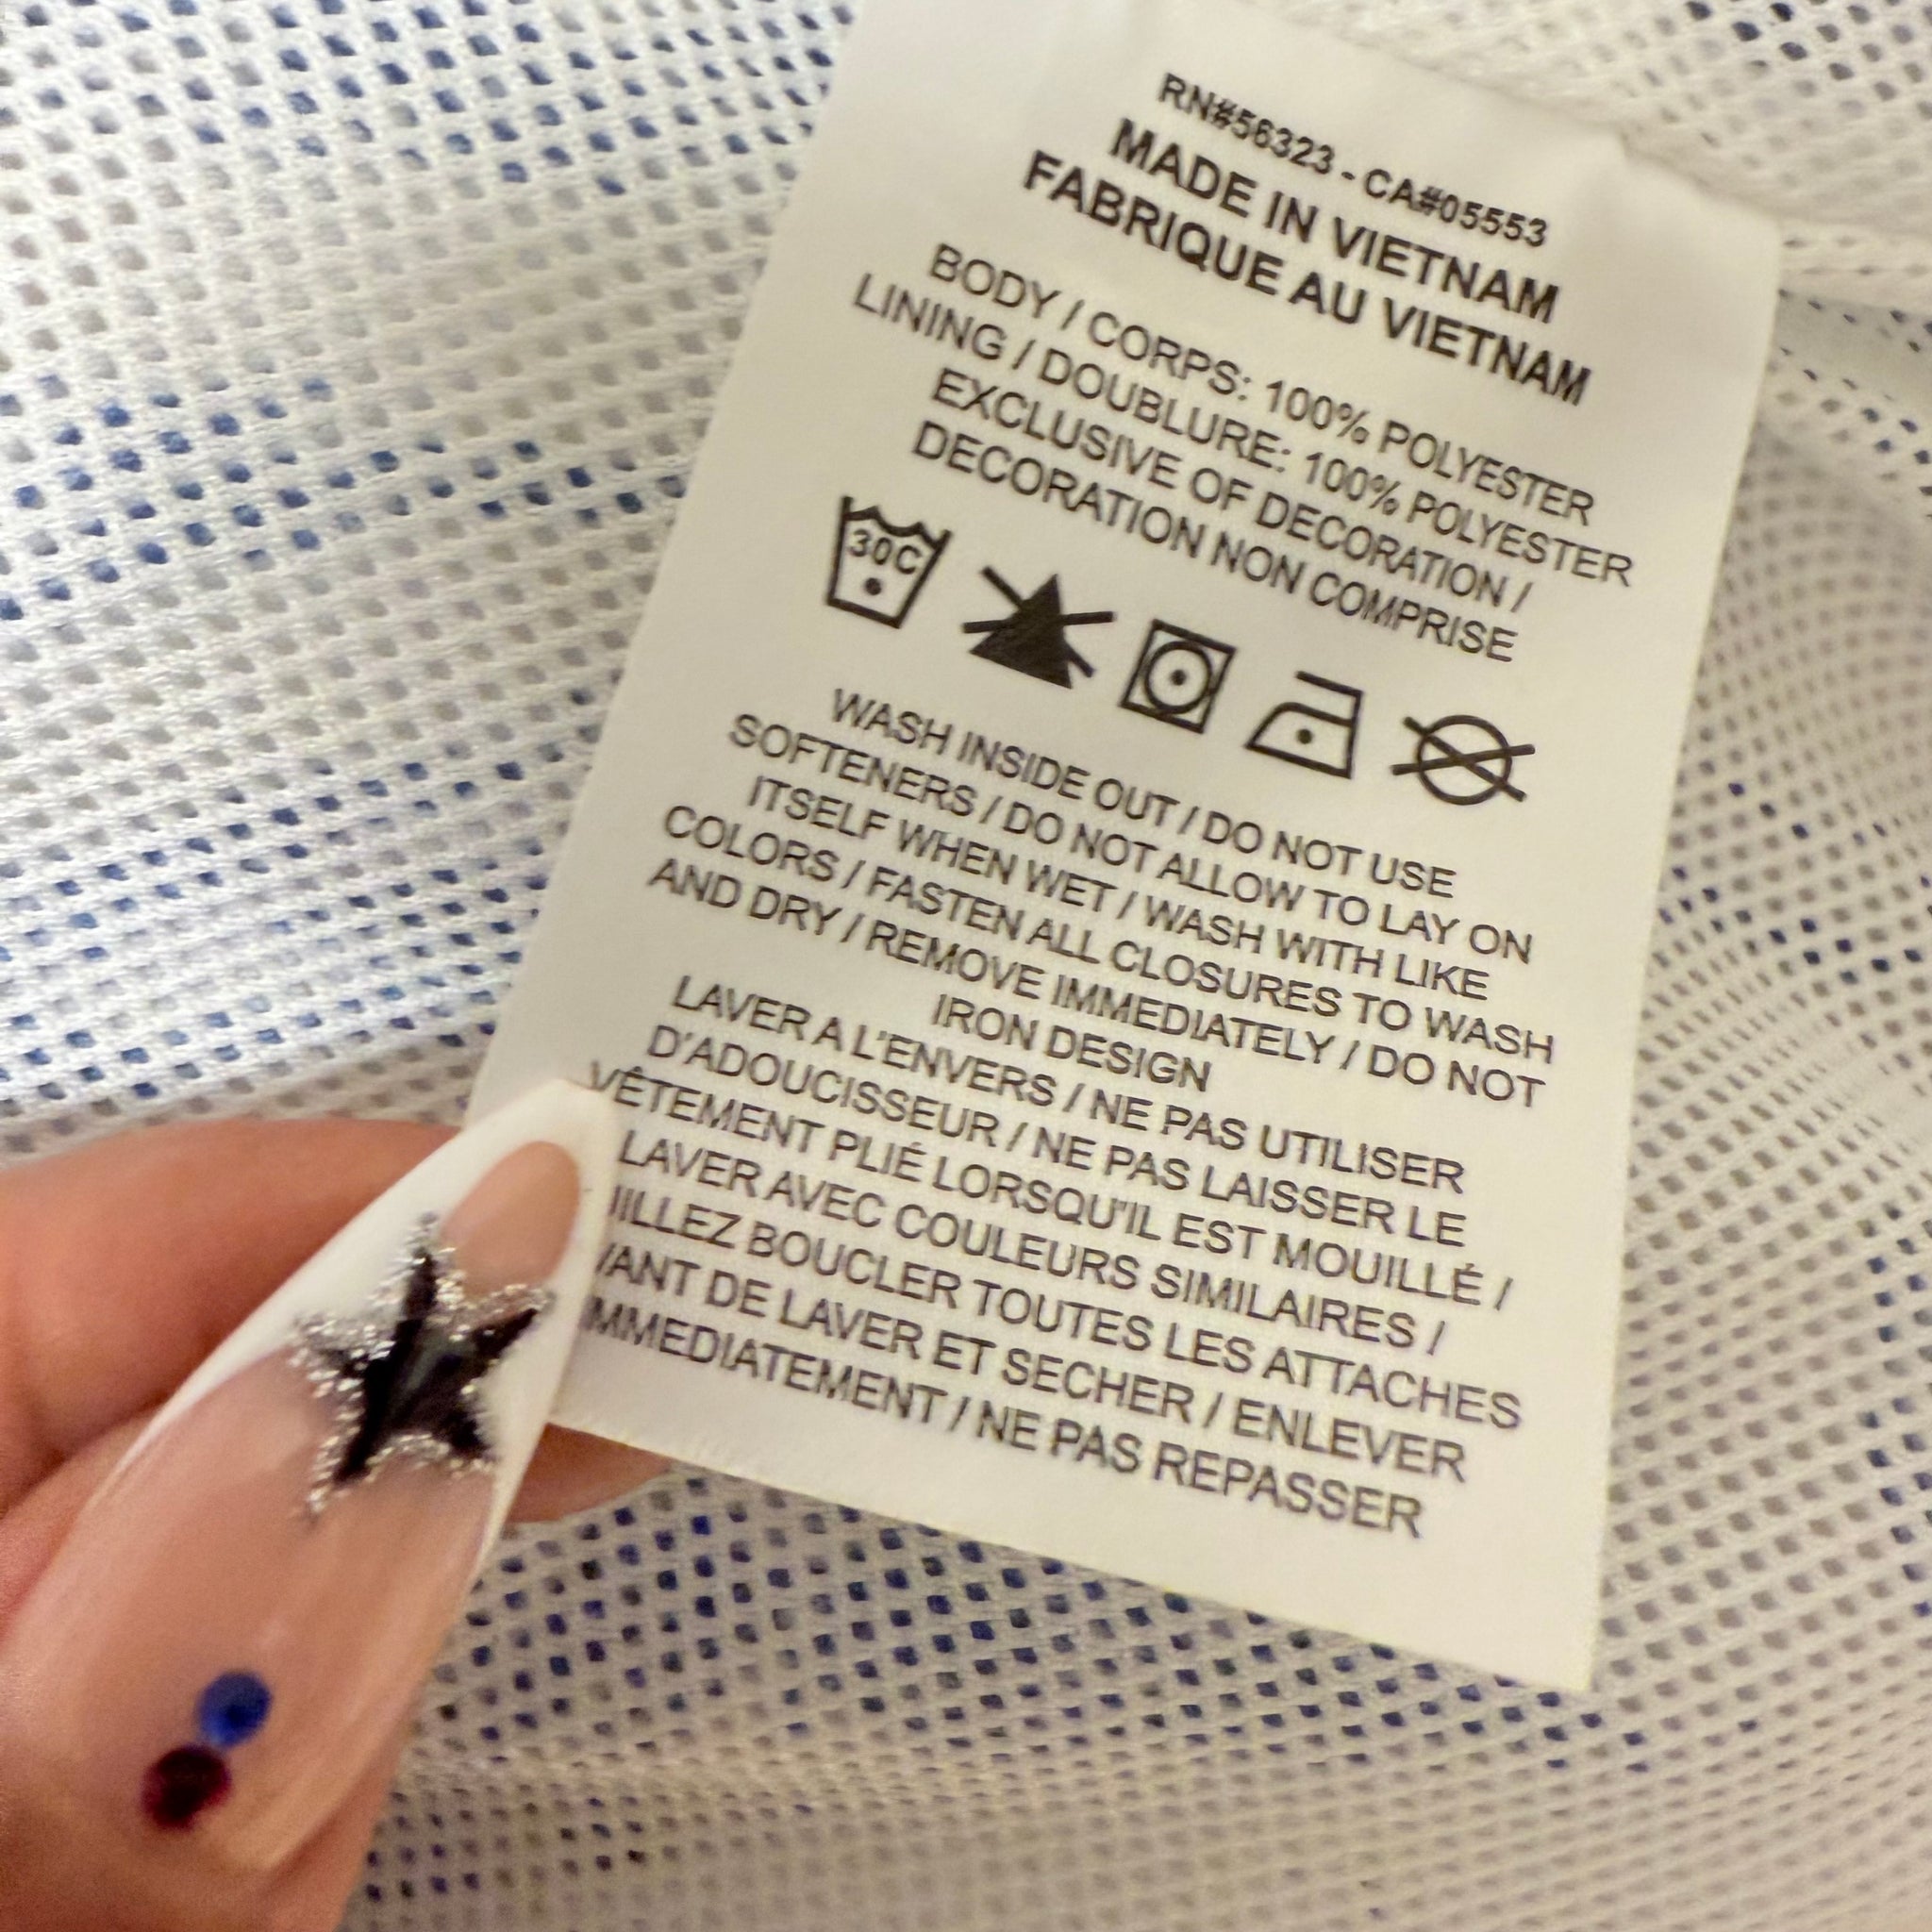 RN#56323 - CA#05553
MADE IN VIETNAM
FABRIQUE AU VIETNAM
BODY / CORPS: 100% POLYESTER
LINING / DOUBLURE: 100% POLYESTER
EXCLUSIVE OF DECORATION /
DECORATION NON COMPRISE
30C
WASH INSIDE OUT / DO NOT USE
SOFTENERS / DO NOT ALLOW TO LAY ON
ITSELF WHEN WET / WASH WITH LIKE
COLORS / FASTEN ALL CLOSURES TO WASH
AND DRY / REMOVE IMMEDIATELY / DO NOT
IRON DESIGN
LAVER A L'ENVERS / NE PAS UTILISER
D'ADOUCISSEUR / NE PAS LAISSER LE
VÊTEMENT PLIÉ LORSQU'IL EST MOUILLÉ /
LAVER AVEC COULEURS SIMILAIRES /
BOUCLER TOUTES LES ATTACHES
DE LAVER ET SECHER / ENLEVER
MMEDIATEMENT / NE PAS REPASSER